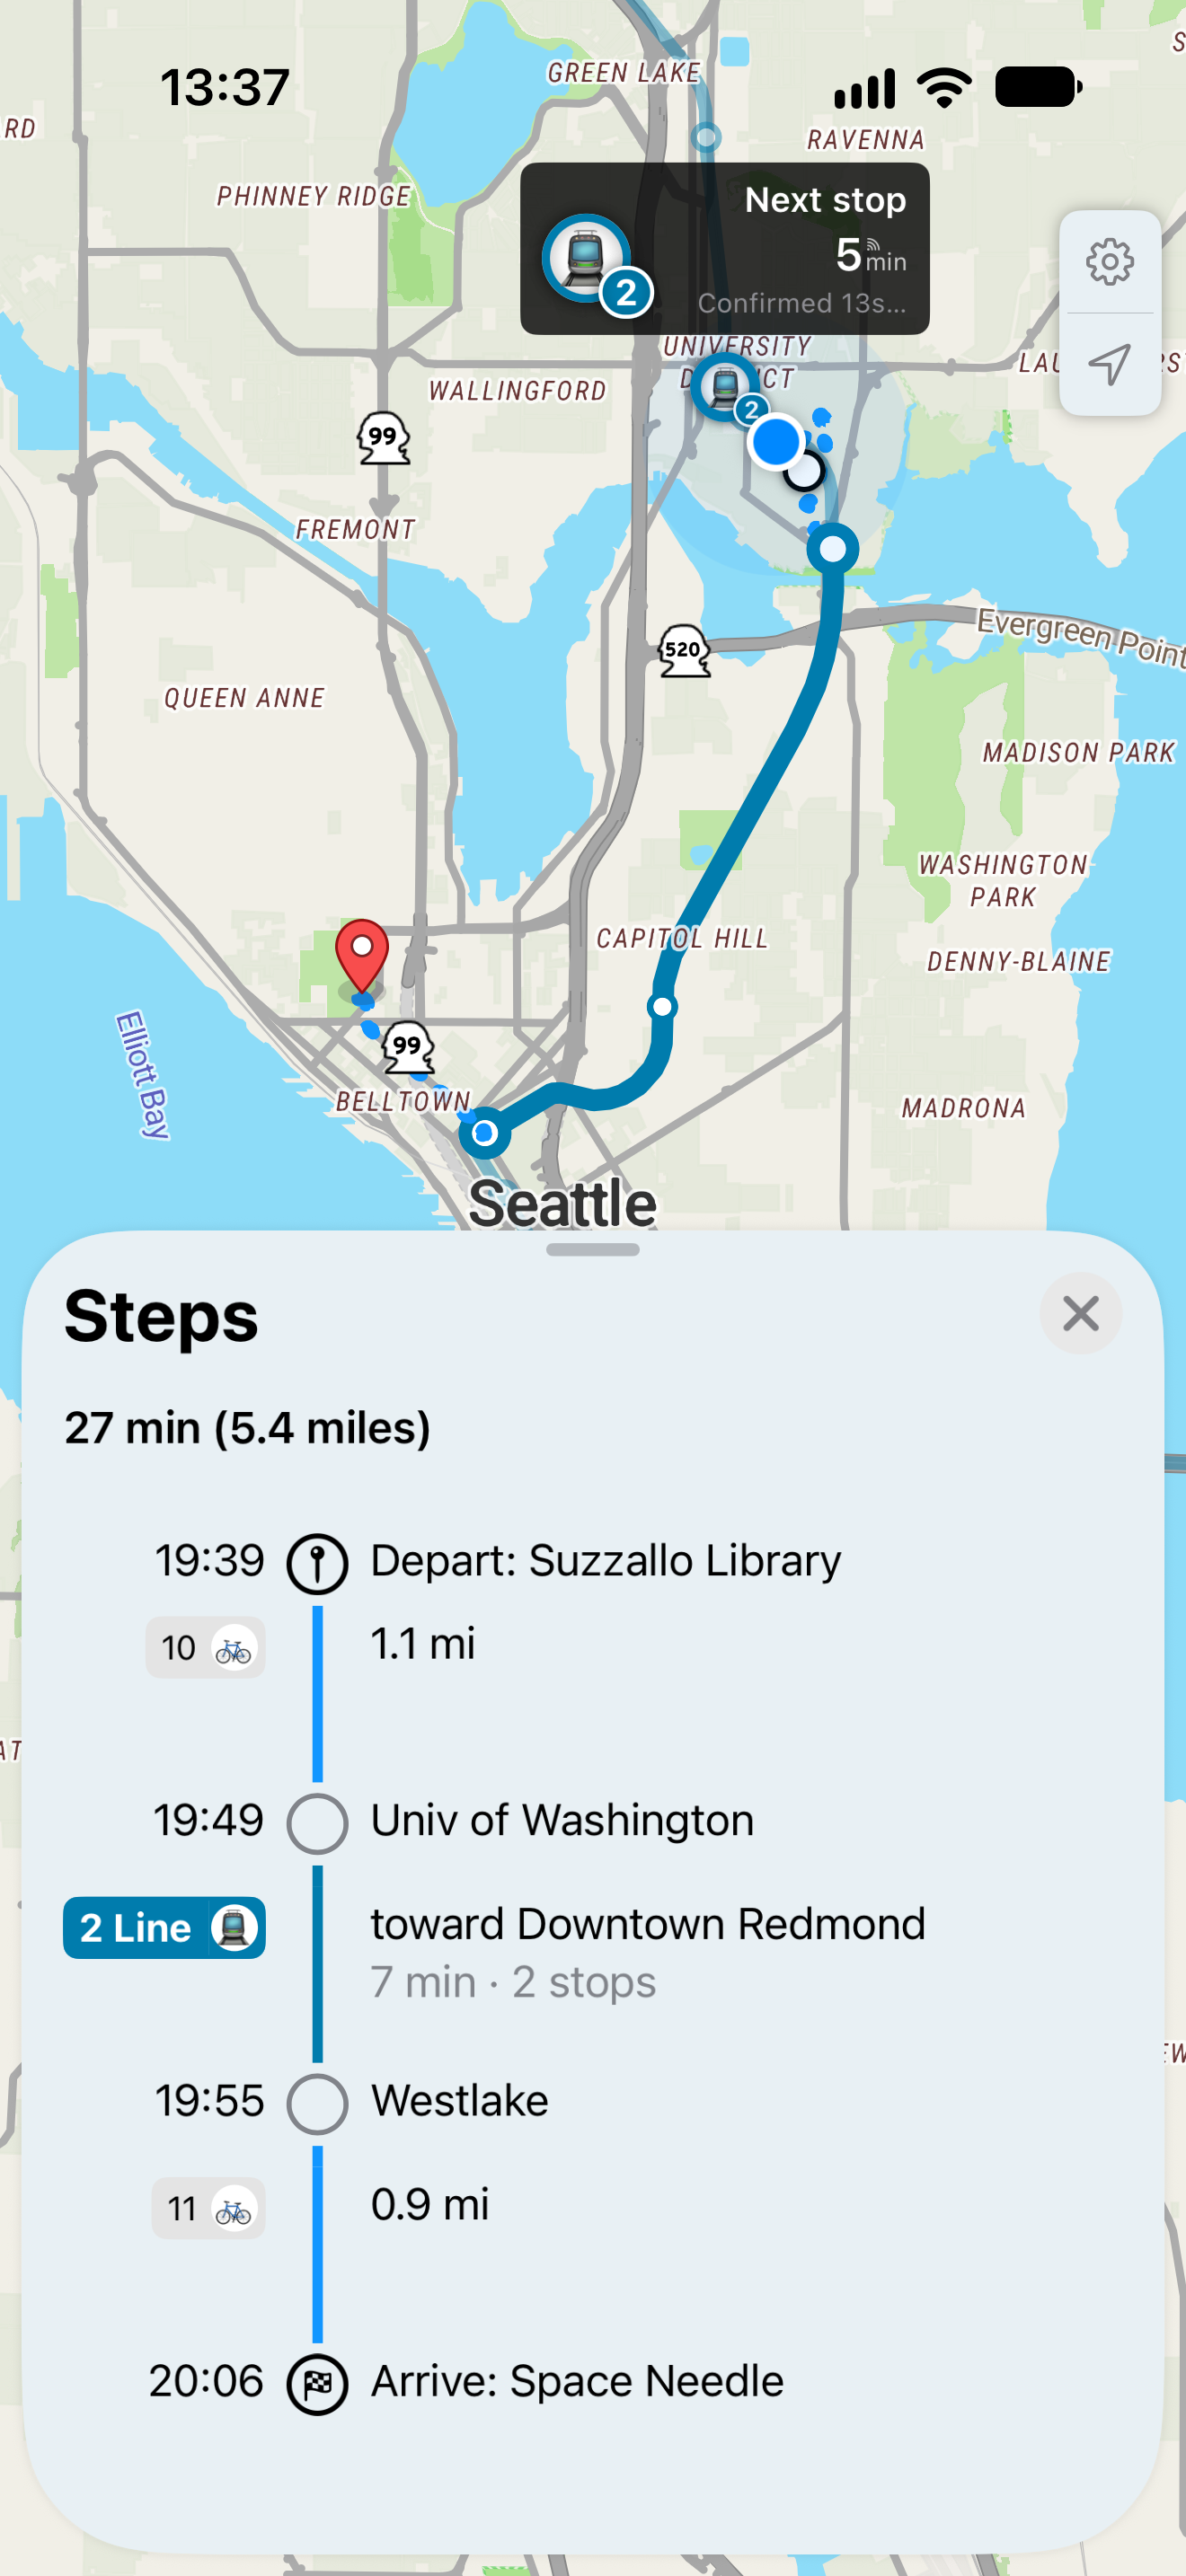 GREEN LAKE
13:37
RD
RAVENNA
PHINNEY RIDGE
Next stop
5 min
2
Confirmed 13s...
UNIVERSITY
WALLINGFORD
2
99
FREMONT
Evergreen Point
520
QUEEN ANNE
MADISON PARK
WASHINGTON
PARK
CAPITOL HILL
DENNY-BLAINE
Elliott Bay
99
BELLTOWN
MADRONA
Seattle
Steps
27 min (5.4 miles)
19:39 Depart: Suzzallo Library
10 1.1 mi
19:49 Univ of Washington
2 Line toward Downtown Redmond
7 min · 2 stops
19:55 Westlake
11 0.9 mi
20:06 Arrive: Space Needle